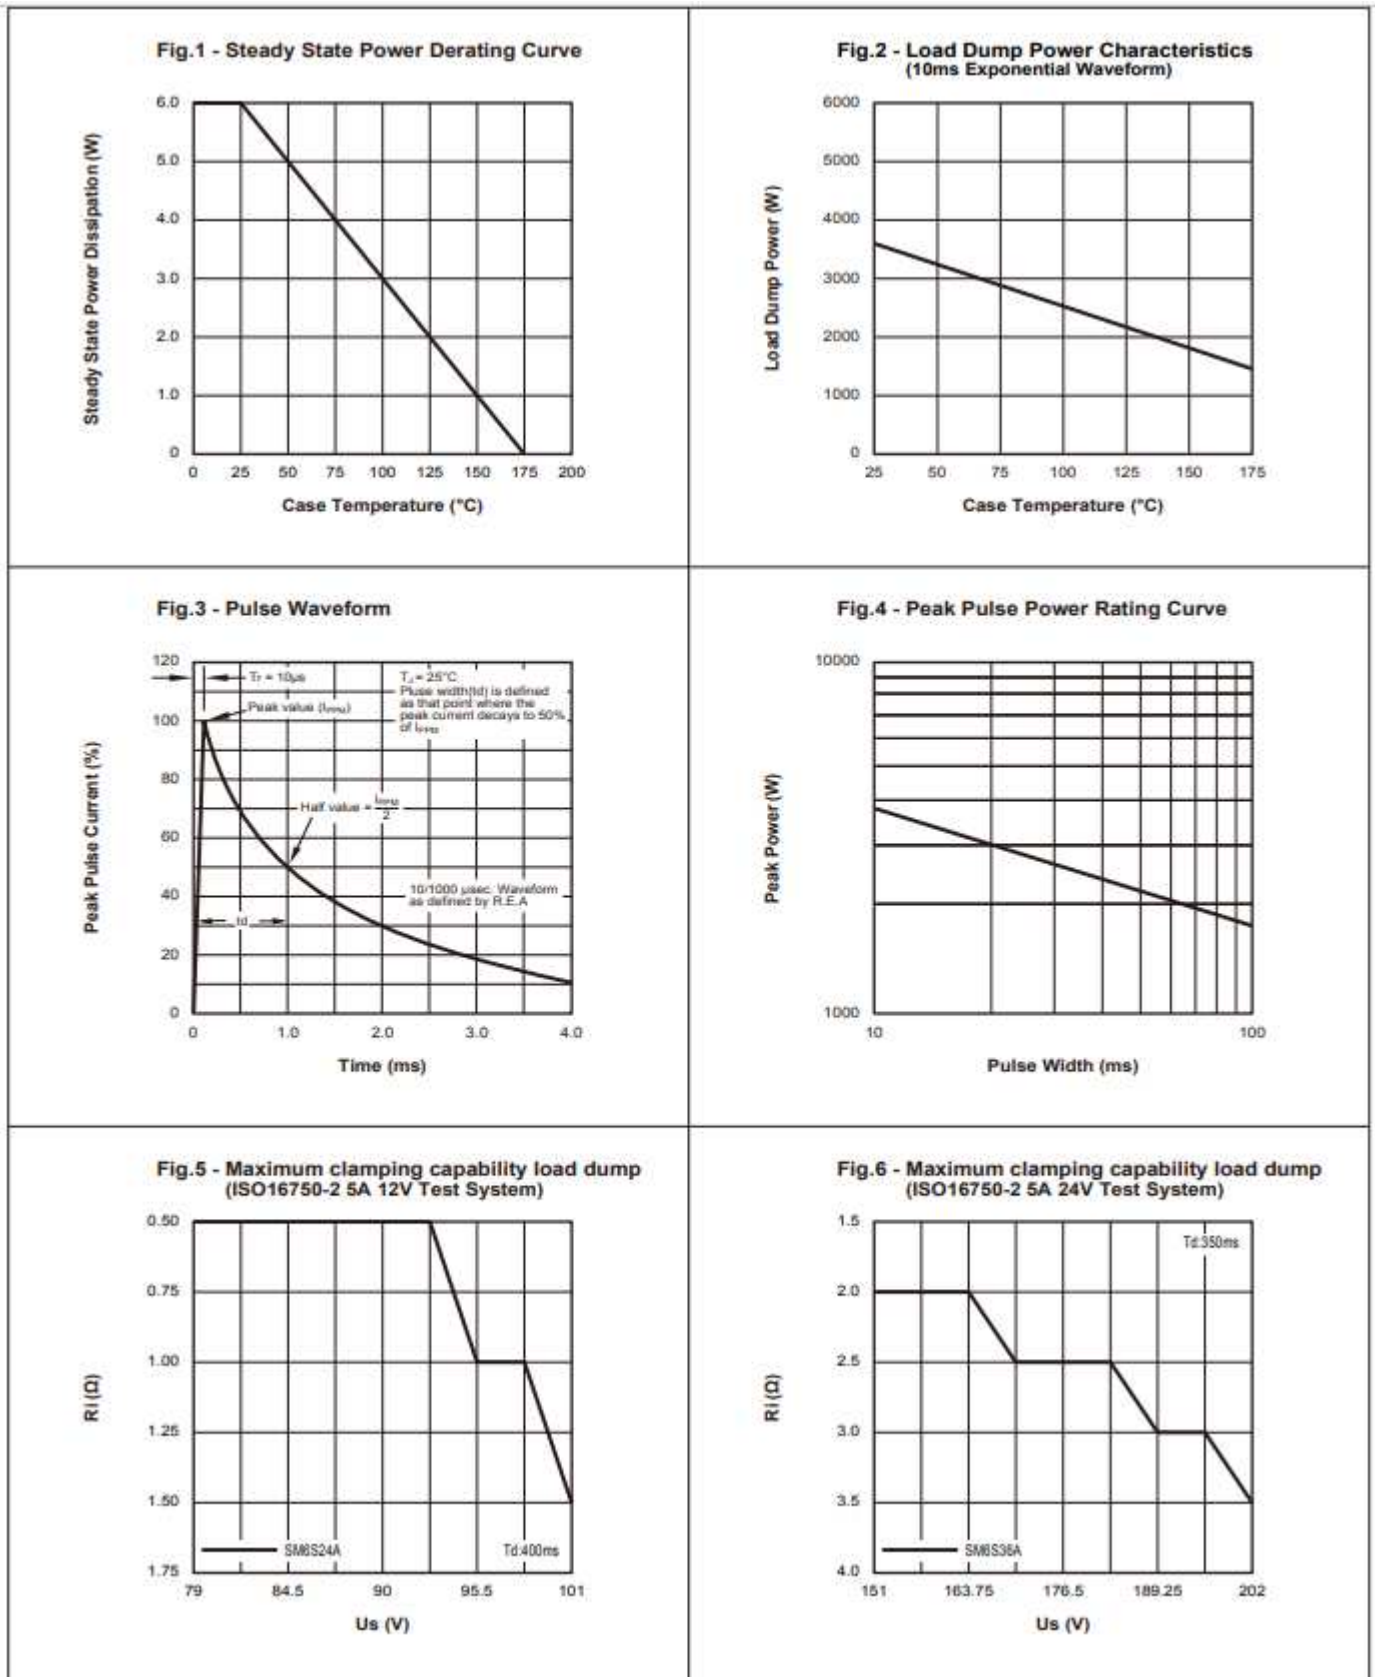 Fig.1 - Steady State Power Derating Curve
Steady State Power Dissipation (W)
6.0
5.0
4.0
3.0
2.0
1.0
0
0 25 50 75 100 125 150 175 200
Case Temperature (°C)
Fig.2 - Load Dump Power Characteristics
(10ms Exponential Waveform)
Load Dump Power (W)
6000
5000
4000
3000
2000
1000
0
25 50 75 100 125 150 175
Case Temperature (°C)
Fig.3 - Pulse Waveform
Peak Pulse Current (%)
120
100
80
60
40
20
0
Tr = 10µs
Peak value (IPPM)
TJ = 25°C
Pluse width(td) is defined
as that point where the
peak current decays to 50%
of IPPM
Half value = IPPM
2
10/1000 µsec. Waveform
as defined by R.E.A
td
0 1.0 2.0 3.0 4.0
Time (ms)
Fig.4 - Peak Pulse Power Rating Curve
Peak Power (W)
10000
1000
10 100
Pulse Width (ms)
Fig.5 - Maximum clamping capability load dump
(ISO16750-2 5A 12V Test System)
Ri(Ω)
0.50
0.75
1.00
1.25
1.50
1.75
SM6S24A
Td:400ms
79 84.5 90 95.5 101
Us (V)
Fig.6 - Maximum clamping capability load dump
(ISO16750-2 5A 24V Test System)
Ri(Ω)
1.5
2.0
2.5
3.0
3.5
4.0
Td:350ms
SM6S36A
151 163.75 176.5 189.25 202
Us (V)